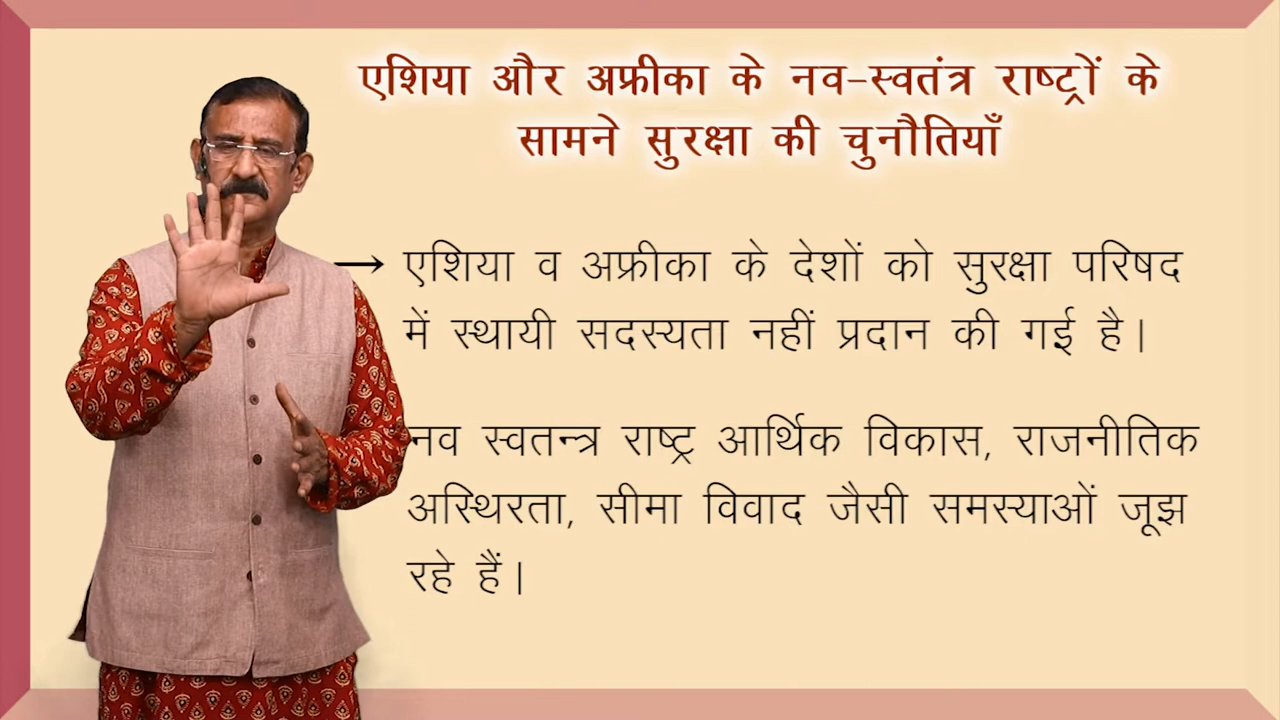 एशिया और अफ्रीका के नव-स्वतंत्र राष्ट्रों के
सामने सुरक्षा की चुनौतियाँ
→ एशिया व अफ्रीका के देशों को सुरक्षा परिषद
में स्थायी सदस्यता नहीं प्रदान की गई है।
नव स्वतन्त्र राष्ट्र आर्थिक विकास, राजनीतिक
अस्थिरता, सीमा विवाद जैसी समस्याओं जूझ
रहे हैं।